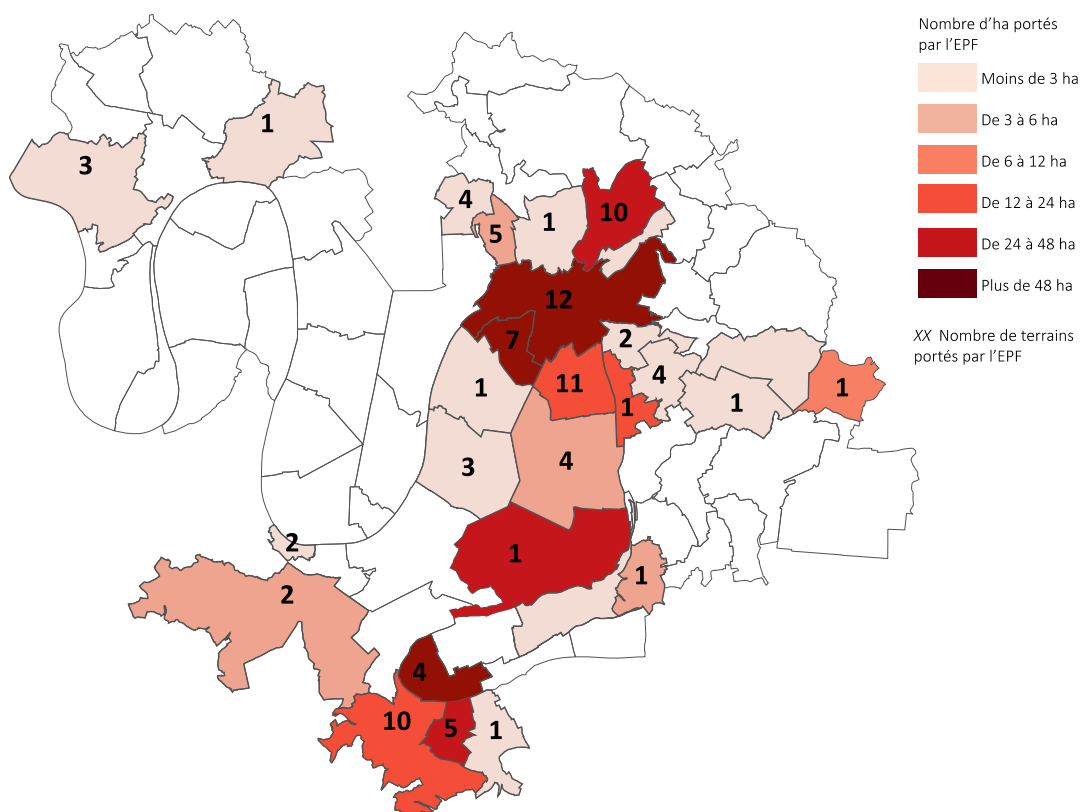 Nombre d'ha portés
par l'EPF
Moins de 3 ha
De 3 à 6 ha
De 6 à 12 ha
De 12 à 24 ha
De 24 à 48 ha
Plus de 48 ha
XX Nombre de terrains
portés par l'EPF
1
3
4
5
1
10
12
7
2
1
11
1
4
1
1
3
4
2
1
1
2
4
10
5
1